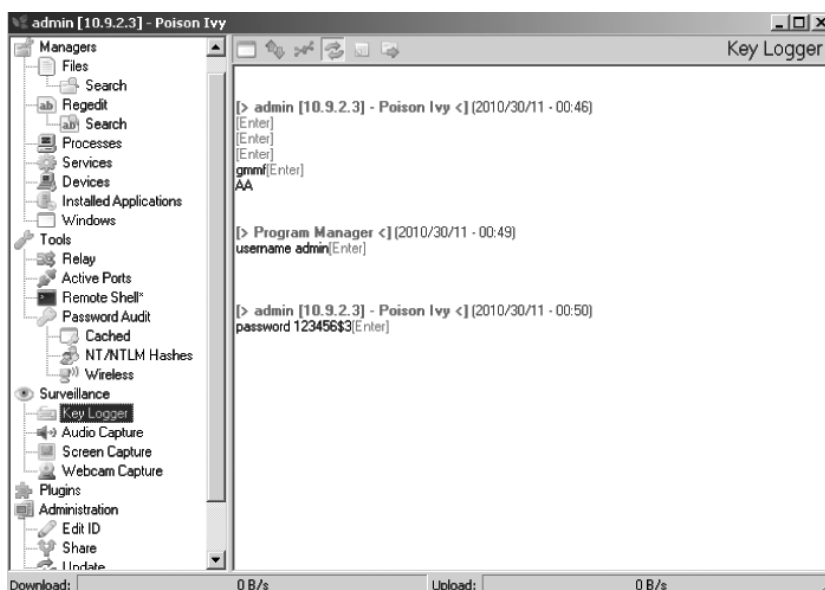 admin [10.9.2.3] - Poison Ivy
Managers
Files
Search
Regedit
Search
Processes
Services
Devices
Installed Applications
Windows
Tools
Relay
Active Ports
Remote Shell*
Password Audit
Cached
NT/NTLM Hashes
Wireless
Surveillance
Key Logger
Audio Capture
Screen Capture
Webcam Capture
Plugins
Administration
Edit ID
Share
Update
Key Logger
[> admin [10.9.2.3] - Poison Ivy <] (2010/30/11 - 00:46)
[Enter]
[Enter]
[Enter]
gmmf[Enter]
AA
[> Program Manager <] (2010/30/11 - 00:49)
username admin[Enter]
[> admin [10.9.2.3] - Poison Ivy <] (2010/30/11 - 00:50)
password 123456$3[Enter]
Download: 0 B/s Upload: 0 B/s